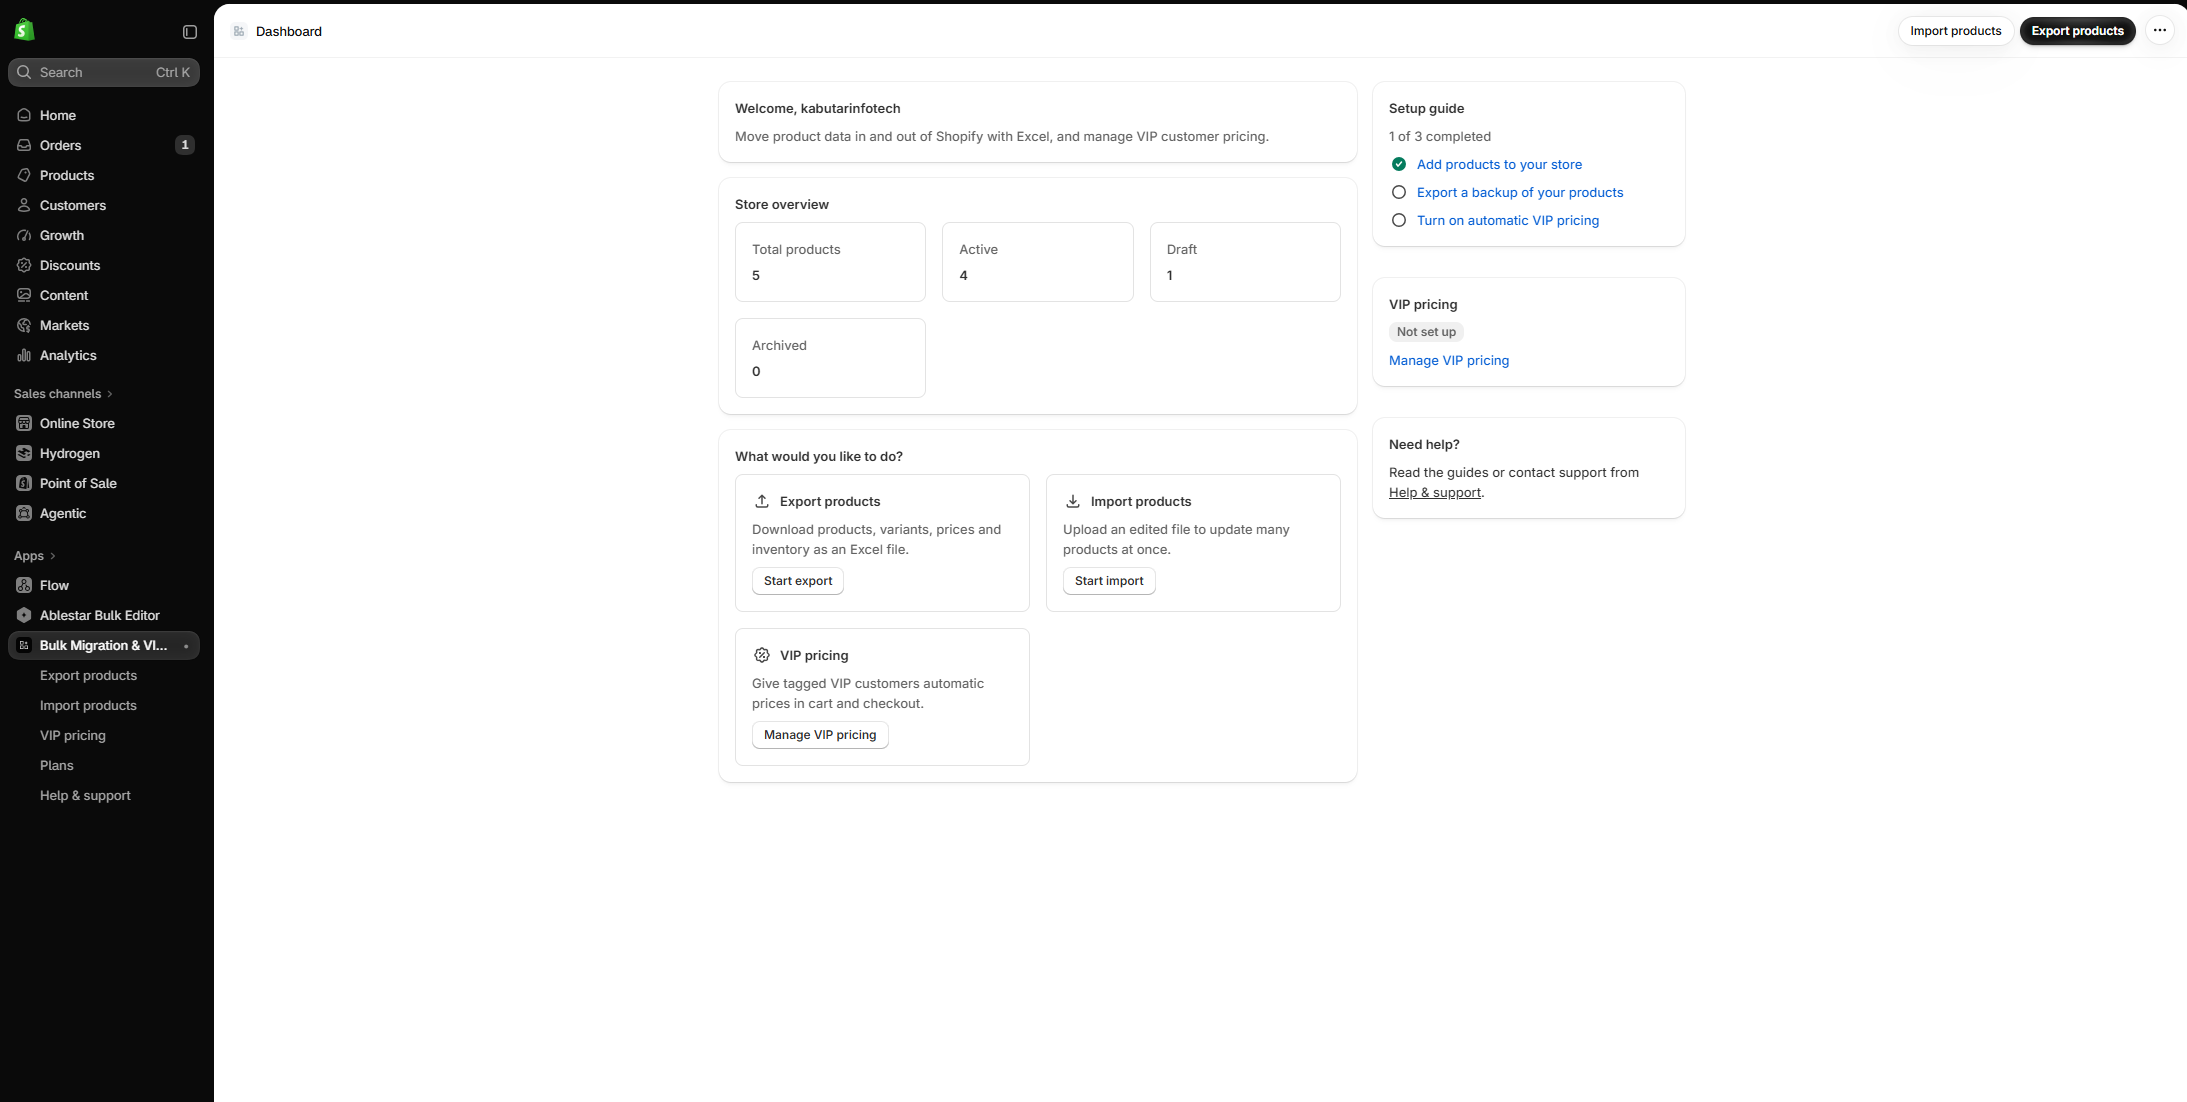 Search
Ctrl K
Home
Orders
1
Products
Customers
Growth
Discounts
Content
Markets
Analytics
Sales channels
Online Store
Hydrogen
Point of Sale
Agentic
Apps
Flow
Ablestar Bulk Editor
Bulk Migration & VI...
Export products
Import products
VIP pricing
Plans
Help & support
Dashboard
Import products
Export products
Welcome, kabutarinfotech
Move product data in and out of Shopify with Excel, and manage VIP customer pricing.
Store overview
Total products
5
Active
4
Draft
1
Archived
0
What would you like to do?
Export products
Download products, variants, prices and
inventory as an Excel file.
Start export
Import products
Upload an edited file to update many
products at once.
Start import
VIP pricing
Give tagged VIP customers automatic
prices in cart and checkout.
Manage VIP pricing
Setup guide
1 of 3 completed
Add products to your store
Export a backup of your products
Turn on automatic VIP pricing
VIP pricing
Not set up
Manage VIP pricing
Need help?
Read the guides or contact support from
Help & support.